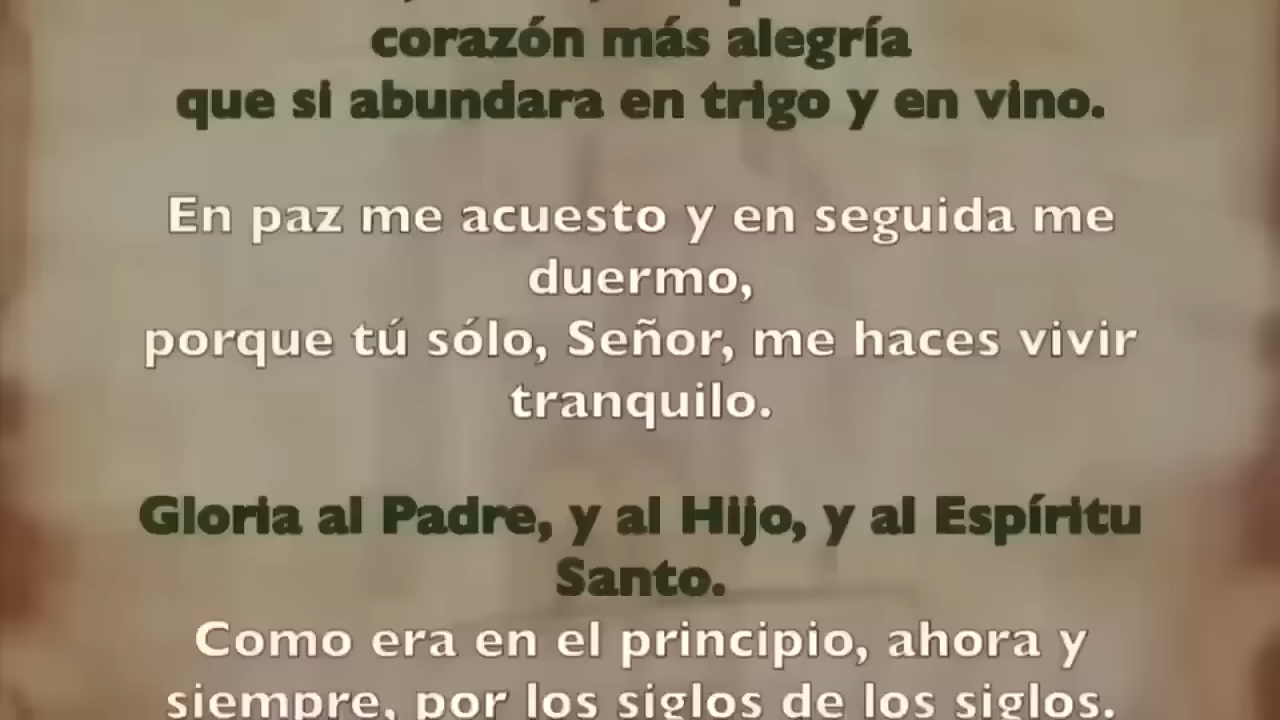 corazón más alegría
que si abundara en trigo y en vino.
En paz me acuesto y en seguida me
duermo,
porque tú sólo, Señor, me haces vivir
tranquilo.
Gloria al Padre, y al Hijo, y al Espíritu
Santo.
Como era en el principio, ahora y
siempre, por los siglos de los siglos.